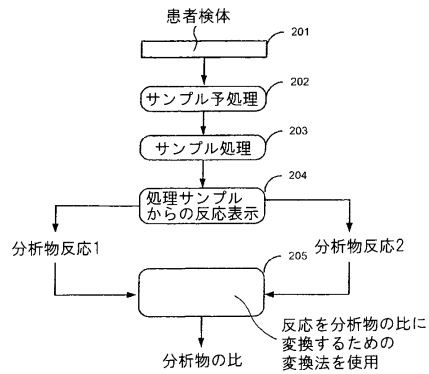 患者検体
201
202
サンプル予処理
203
サンプル処理
204
処理サンプル
からの反応表示
分析物反応1
分析物反応2
205
反応を分析物の比に
変換するための
変換法を使用
分析物の比